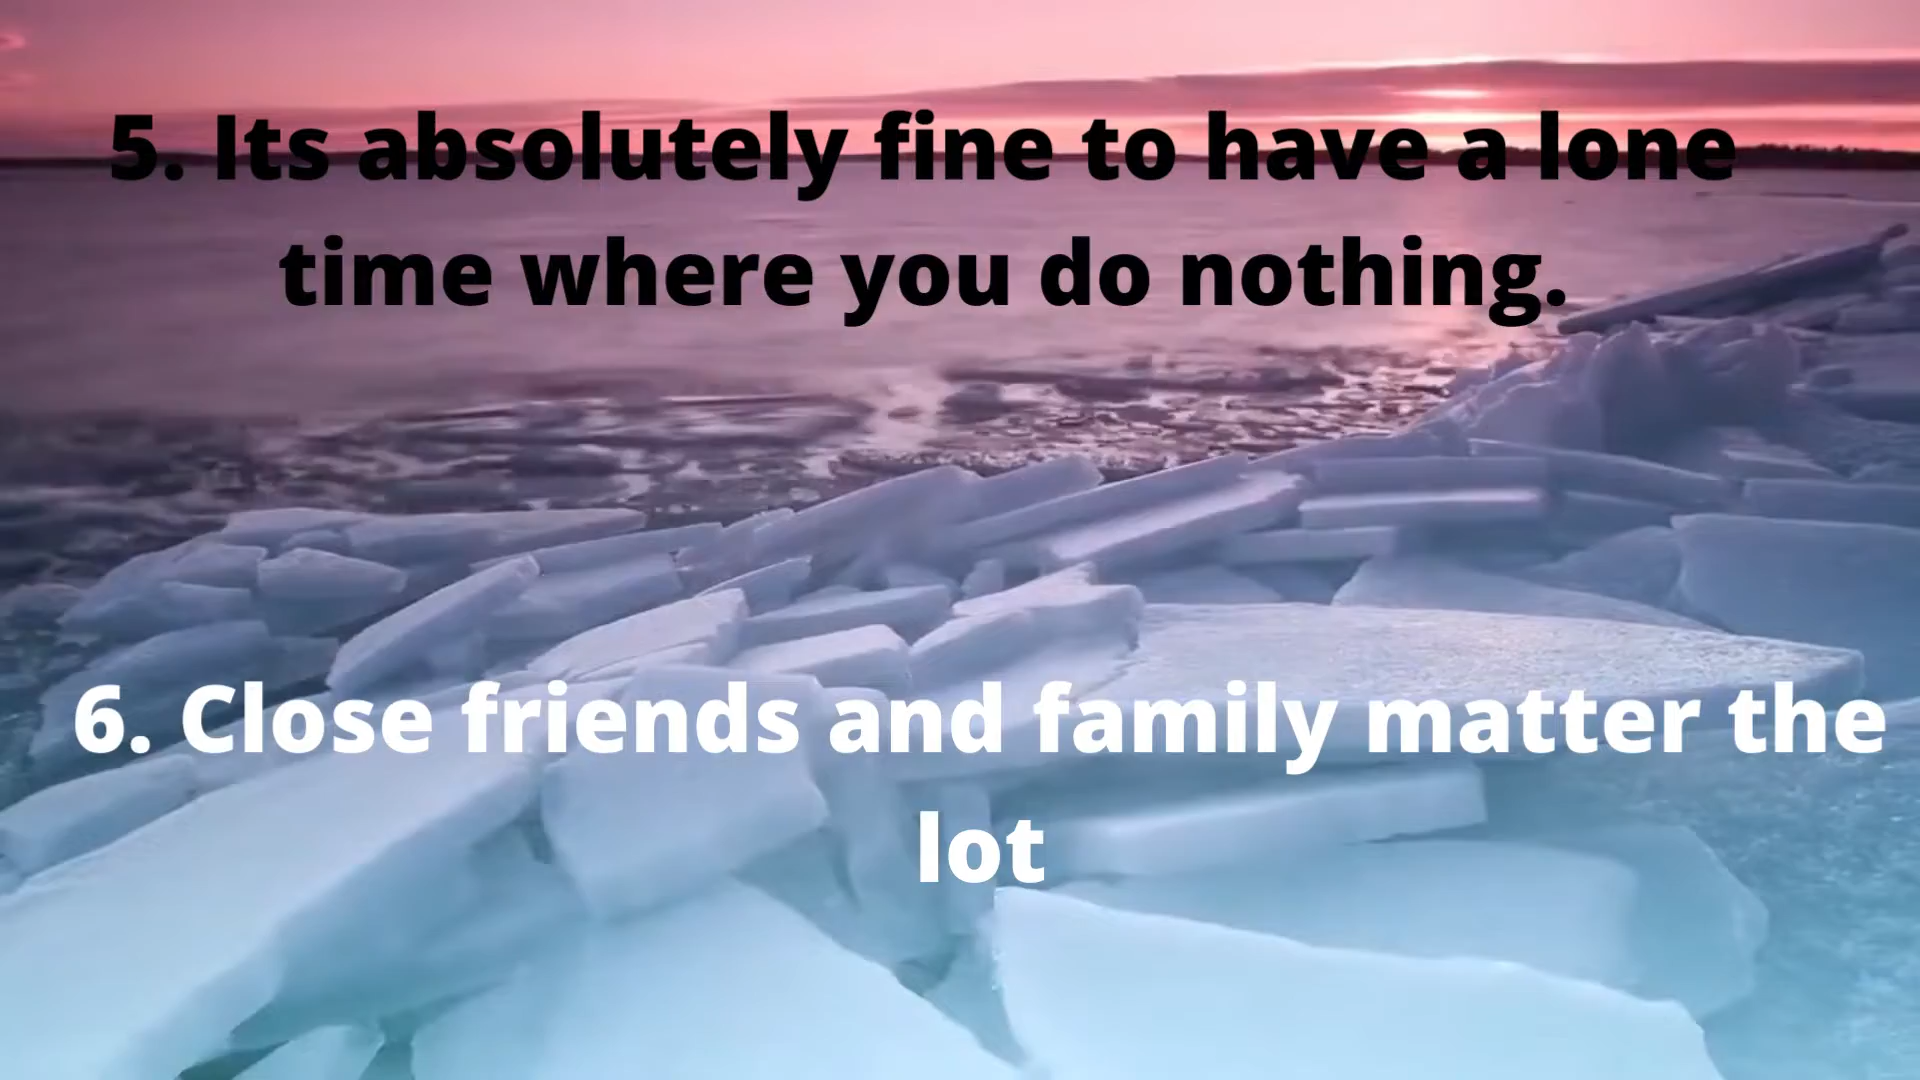 5. Its absolutely fine to have a lone
time where you do nothing.
6. Close friends and family matter the
lot